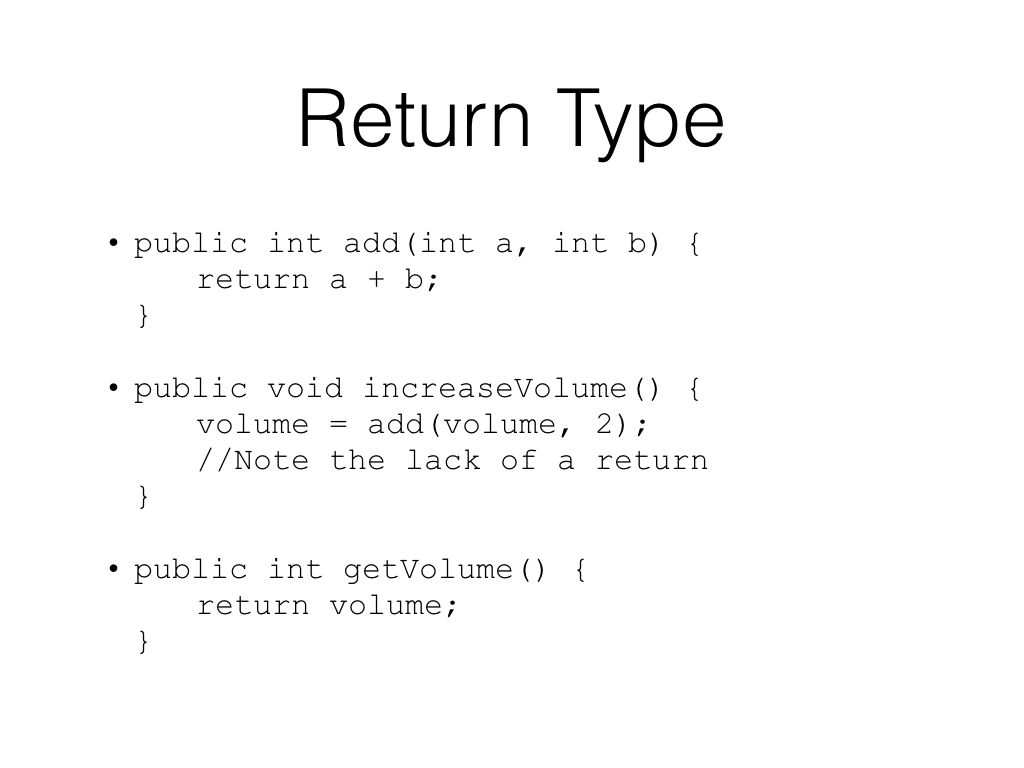 Return Type
• public int add(int a, int b) {
return a + b;
}
• public void increaseVolume() {
volume = add(volume, 2);
//Note the lack of a return
}
• public int getVolume() {
return volume;
}